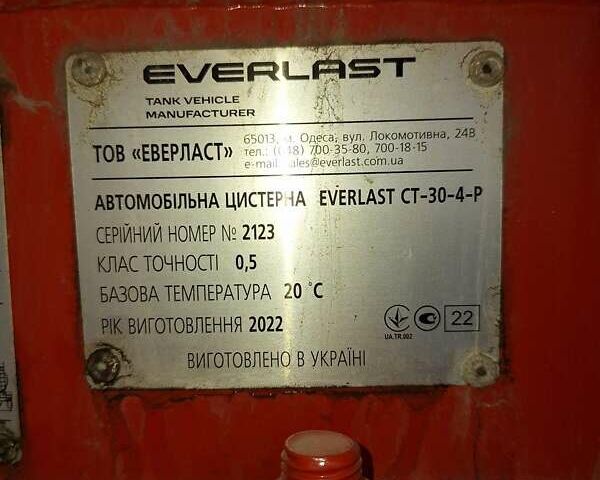 EVERLAST
TANK VEHICLE
MANUFACTURER
ТОВ «ЕВЕРЛАСТ»
65013, м. Одеса, вул. Локомотивна, 24В
тел.: (048) 700-35-80, 700-18-15
e-mail: sales@everlast.com.ua
АВТОМОБІЛЬНА ЦИСТЕРНА EVERLAST СТ-30-4-Р
СЕРІЙНИЙ НОМЕР № 2123
КЛАС ТОЧНОСТІ 0,5
БАЗОВА ТЕМПЕРАТУРА 20 °С
РІК ВИГОТОВЛЕННЯ 2022
UA.TR.002
22
ВИГОТОВЛЕНО В УКРАЇНІ